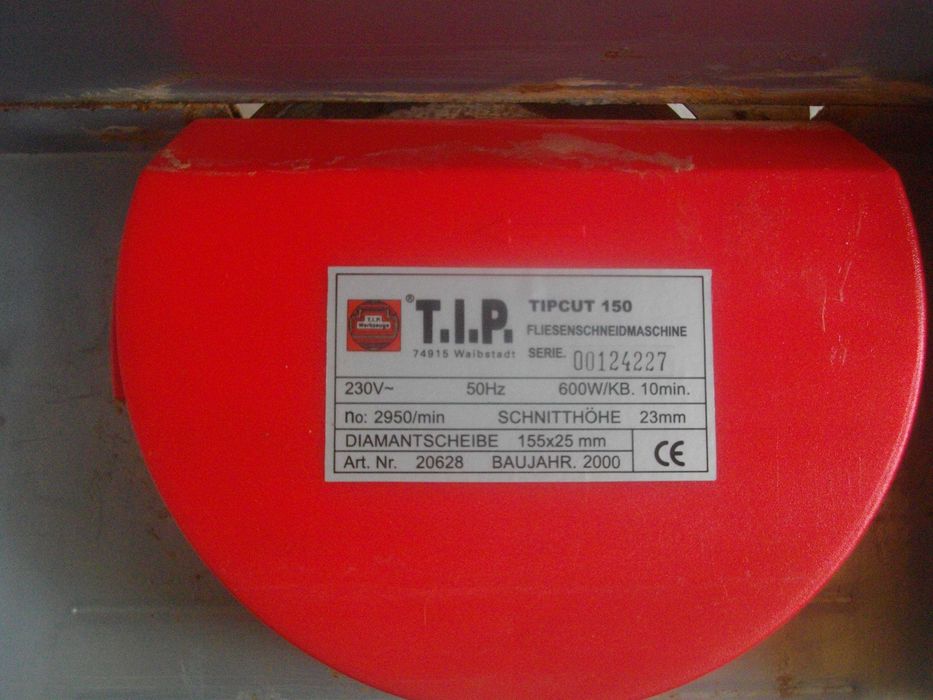 T.I.P.
Werkzeuge
® T.I.P.
74915 Waibstadt
TIPCUT 150
FLIESENSCHNEIDMASCHINE
SERIE. 00124227
230V~ 50Hz 600W/KB. 10min.
no: 2950/min SCHNITTHÖHE 23mm
DIAMANTSCHEIBE 155x25 mm
Art. Nr. 20628 BAUJAHR. 2000
CE